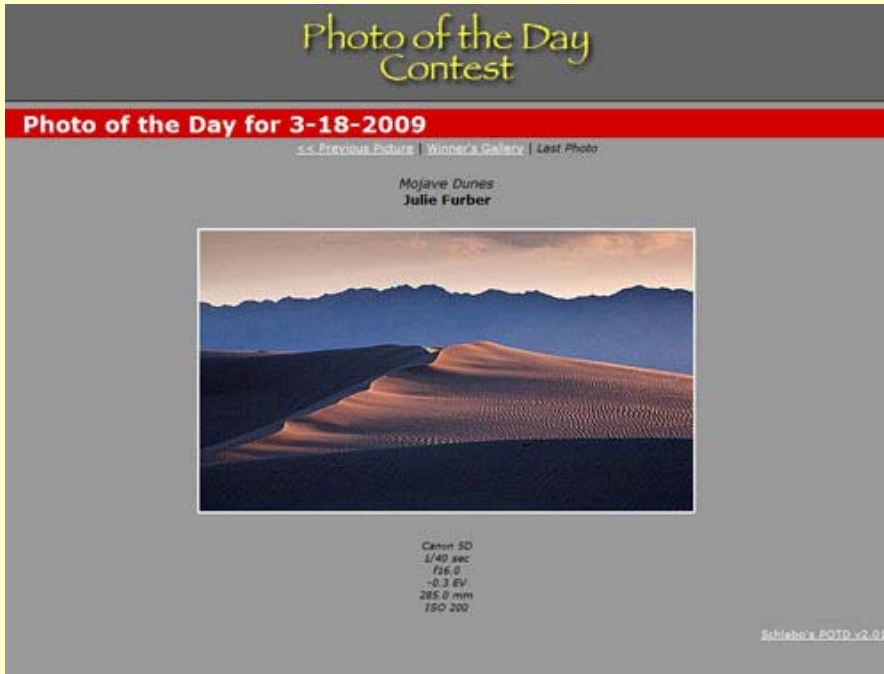 Photo of the Day
Contest
Photo of the Day for 3-18-2009
<< Previous Picture | Winner's Gallery | Last Photo
Mojave Dunes
Julie Furber
Canon 5D
1/40 sec
f16.0
-0.3 EV
285.0 mm
ISO 200
Schlabo's POTD v2.01